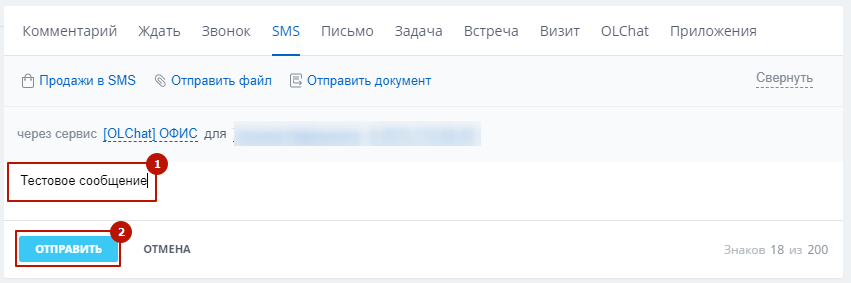 Комментарий Ждать Звонок SMS Письмо Задача Встреча Визит OLChat Приложения
Продажи в SMS Отправить файл Отправить документ Свернуть
через сервис [OLChat] ОФИС для
1
Тестовое сообщение
2
ОТПРАВИТЬ ОТМЕНА Знаков 18 из 200